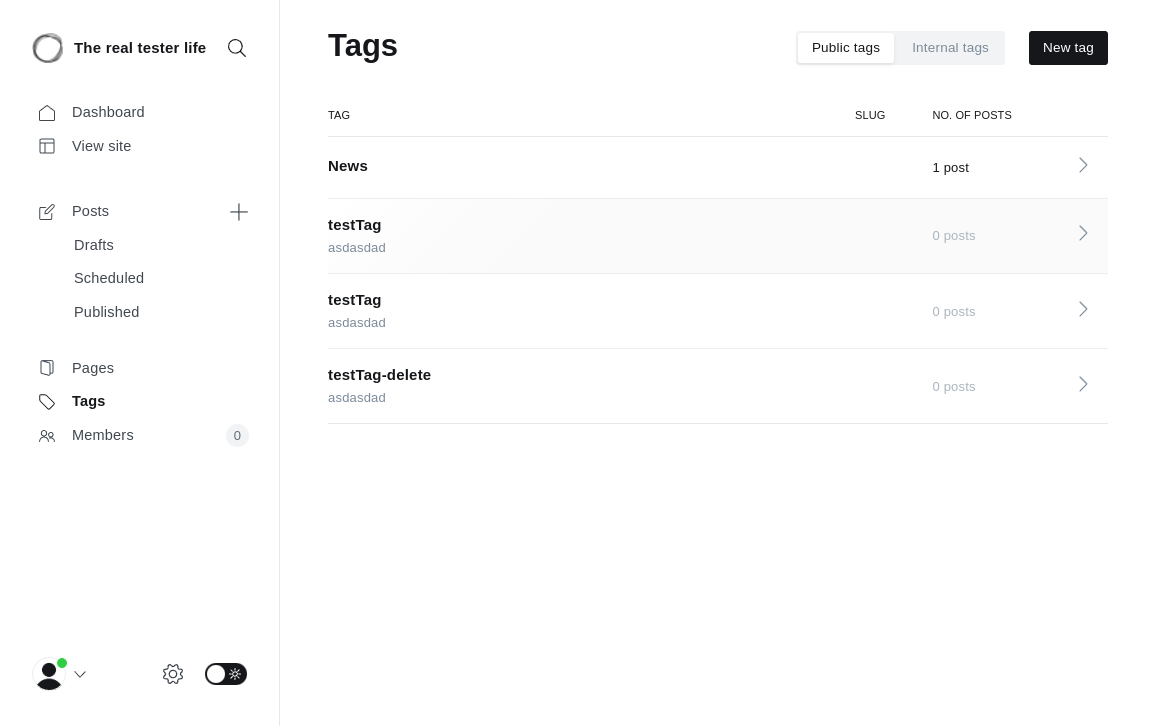 The real tester life
Dashboard
View site
Posts
Drafts
Scheduled
Published
Pages
Tags
Members 0
Tags
Public tags Internal tags New tag
TAG SLUG NO. OF POSTS
News 1 post
testTag
asdasdad 0 posts
testTag
asdasdad 0 posts
testTag-delete
asdasdad 0 posts